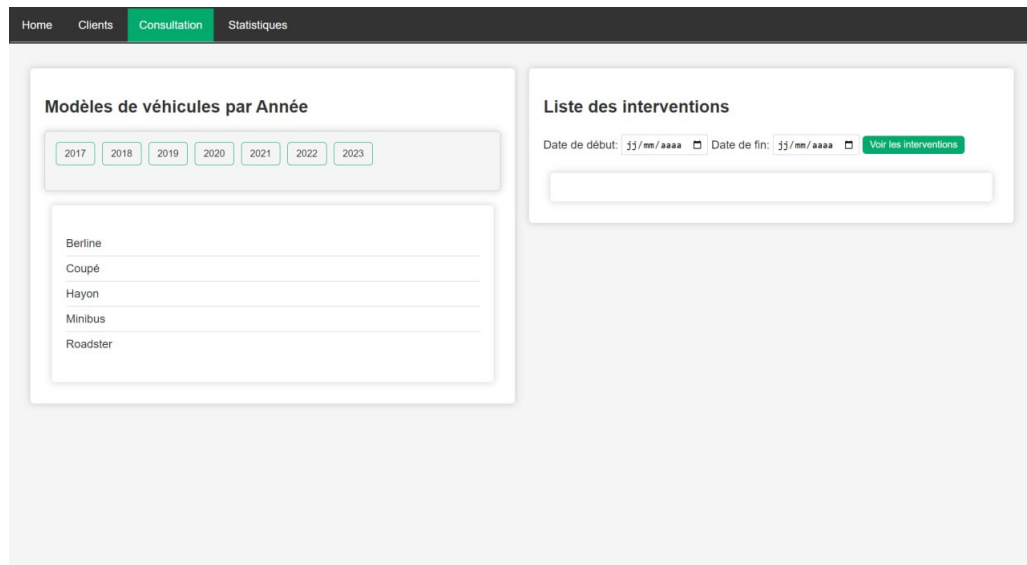 Home Clients Consultation Statistiques
Modèles de véhicules par Année
2017 2018 2019 2020 2021 2022 2023
Berline
Coupé
Hayon
Minibus
Roadster
Liste des interventions
Date de début: jj/mm/aaaa Date de fin: jj/mm/aaaa Voir les interventions